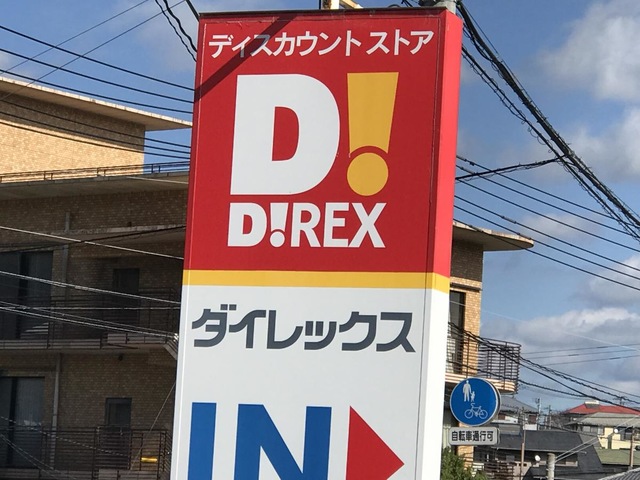 ディスカウント ストア
D!
D!REX
ダイレックス
IN
自転車通行可